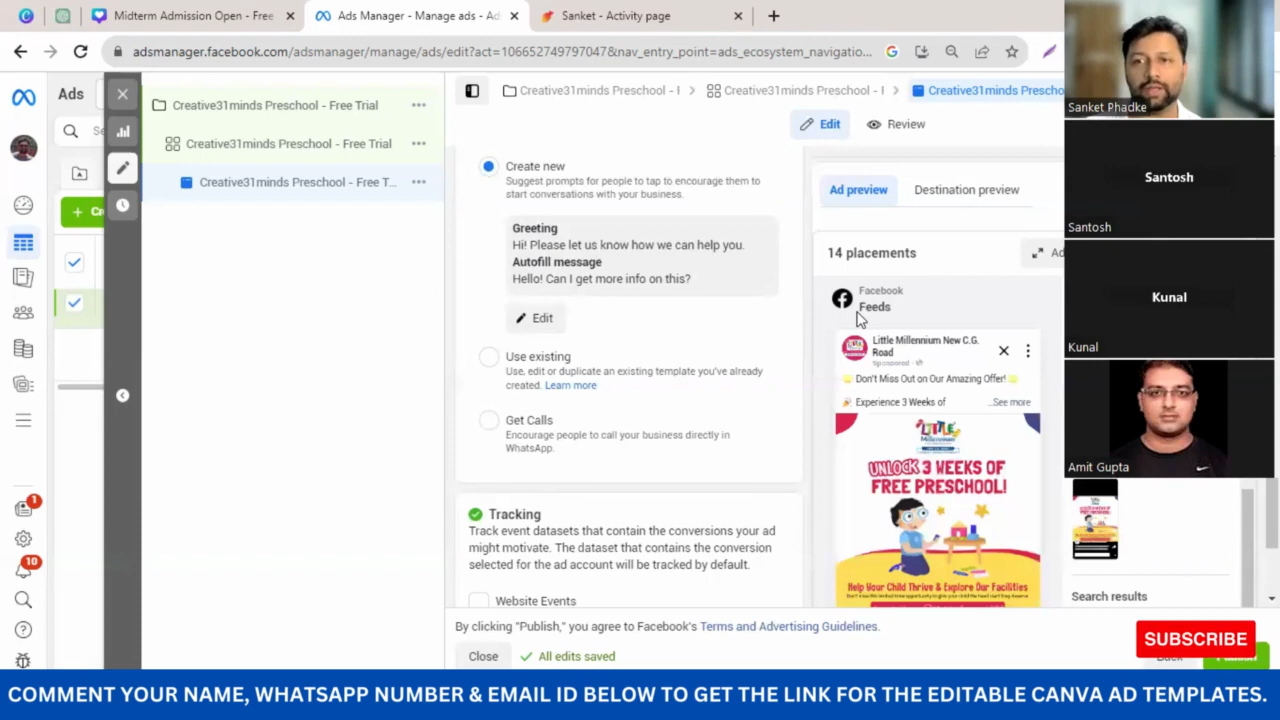 Midterm Admission Open - Free
Ads Manager - Manage ads - Ad
Sanket - Activity page
adsmanager.facebook.com/adsmanager/manage/ads/edit?act=106652749797047&nav_entry_point=ads_ecosystem_navigatio...
Ads
Creative31minds Preschool - Free Trial
Creative31minds Preschool - Free Trial
Creative31minds Preschool - Free T...
Creative31minds Preschool - F
Creative31minds Preschool - F
Creative31minds Prescho
Edit
Review
Create new
Suggest prompts for people to tap to encourage them to
start conversations with your business.
Greeting
Hi! Please let us know how we can help you.
Autofill message
Hello! Can I get more info on this?
Edit
Use existing
Use, edit or duplicate an existing template you've already
created. Learn more
Get Calls
Encourage people to call your business directly in
WhatsApp.
Tracking
Track event datasets that contain the conversions your ad
might motivate. The dataset that contains the conversion
selected for the ad account will be tracked by default.
Website Events
By clicking "Publish," you agree to Facebook's Terms and Advertising Guidelines.
Close
All edits saved
Ad preview
Destination preview
14 placements
Facebook
Feeds
Little Millennium New C.G.
Road
Sponsored
Don't Miss Out on Our Amazing Offer!
Experience 3 Weeks of ...See more
LITTLE
Millennium
UNLOCK 3 WEEKS OF
FREE PRESCHOOL!
Help Your Child Thrive & Explore Our Facilities
Search results
Back
Publish
1
10
Sanket Phadke
Santosh
Santosh
Kunal
Kunal
Amit Gupta
SUBSCRIBE
COMMENT YOUR NAME, WHATSAPP NUMBER & EMAIL ID BELOW TO GET THE LINK FOR THE EDITABLE CANVA AD TEMPLATES.